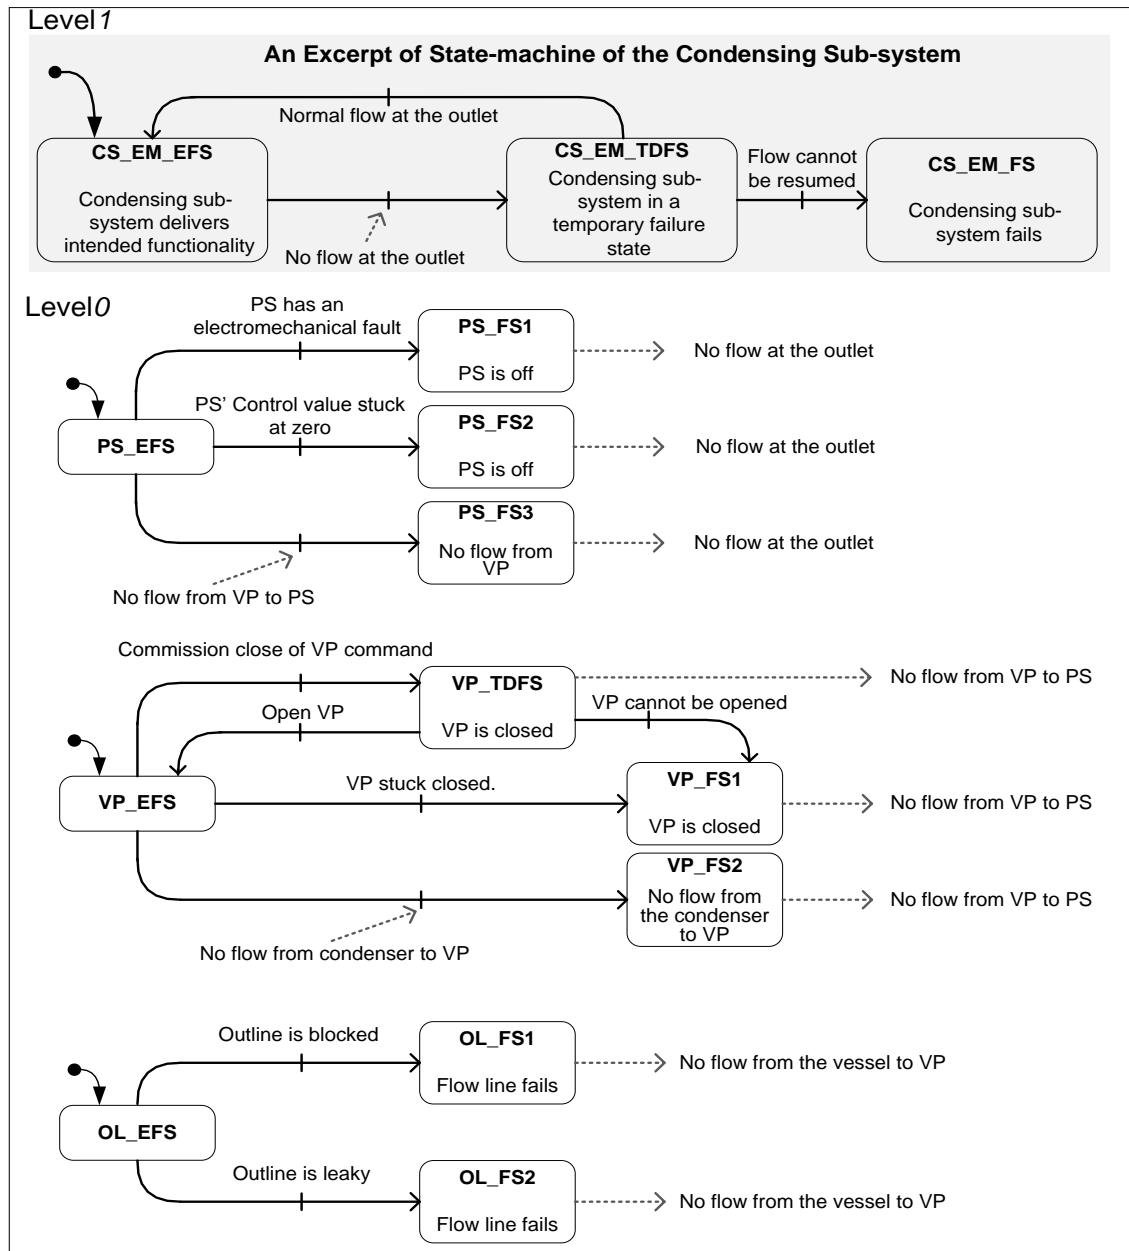 Level1
An Excerpt of State-machine of the Condensing Sub-system
Normal flow at the outlet
CS_EM_EFS
Condensing sub-
system delivers
intended functionality
No flow at the outlet
CS_EM_TDFS
Condensing sub-
system in a
temporary failure
state
Flow cannot
be resumed
CS_EM_FS
Condensing sub-
system fails
Level0
PS has an
electromechanical fault
PS_FS1
PS is off
No flow at the outlet
PS_EFS
PS' Control value stuck
at zero
PS_FS2
PS is off
No flow at the outlet
PS_FS3
No flow from
VP
No flow at the outlet
No flow from VP to PS
Commission close of VP command
VP_TDFS
VP is closed
No flow from VP to PS
Open VP
VP cannot be opened
VP_EFS
VP stuck closed.
VP_FS1
VP is closed
No flow from VP to PS
VP_FS2
No flow from
the condenser
to VP
No flow from VP to PS
No flow from condenser to VP
Outline is blocked
OL_FS1
Flow line fails
No flow from the vessel to VP
OL_EFS
Outline is leaky
OL_FS2
Flow line fails
No flow from the vessel to VP